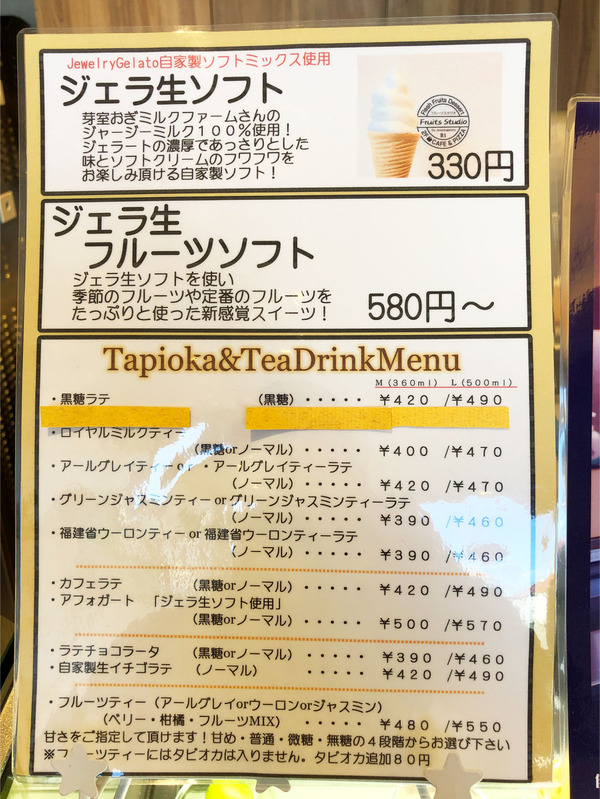 JewelryGelato自家製ソフトミックス使用
ジェラ生ソフト
芽室おぎミルクファームさんの
ジャージーミルク１００％使用！
ジェラートの濃厚であっさりとした
味とソフトクリームのフワフワを
お楽しみ頂ける自家製ソフト！
Fresh Fruits Dessert
Fruits Studio
CAFE & PIZZA
330円
ジェラ生
フルーツソフト
ジェラ生ソフトを使い
季節のフルーツや定番のフルーツを
たっぷりと使った新感覚スイーツ！
580円～
Tapioka&TeaDrinkMenu
M（360ml） L（500ml）
・黒糖ラテ （黒糖）・・・・・ ￥４２０ /￥４９０
・ロイヤルミルクティー
（黒糖orノーマル）・・・・・ ￥４００ /￥４７０
・アールグレイティー or ・アールグレイティーラテ
（ノーマル） ・・・・・ ￥４２０ /￥４７０
・グリーンジャスミンティー or グリーンジャスミンティーラテ
（ノーマル） ・・・・・ ￥３９０ /￥４６０
・福建省ウーロンティー or 福建省ウーロンティーラテ
（ノーマル） ・・・・・ ￥３９０ /￥４６０
・カフェラテ （黒糖orノーマル） ・・・・・ ￥４２０ /￥４９０
・アフォガート 「ジェラ生ソフト使用」
（黒糖orノーマル） ・・・・・ ￥５００ /￥５７０
・ラテチョコラータ （黒糖orノーマル） ・・・・・ ￥３９０ /￥４６０
・自家製生イチゴラテ （ノーマル） ・・・・・ ￥４２０ /￥４９０
・フルーツティー（アールグレイorウーロンorジャスミン）
（ベリー・柑橘・フルーツMIX） ・・・・・ ￥４８０ /￥５５０
甘さをご指定して頂けます！甘め・普通・微糖・無糖の４段階からお選び下さい
※フルーツティーにはタピオカは入りません。タピオカ追加８０円